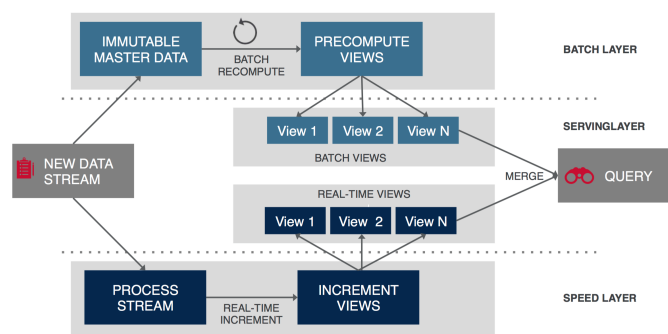 IMMUTABLE
MASTER DATA
BATCH
RECOMPUTE
PRECOMPUTE
VIEWS
BATCH LAYER
View 1
View 2
View N
BATCH VIEWS
SERVINGLAYER
NEW DATA
STREAM
MERGE
QUERY
REAL-TIME VIEWS
View 1
View 2
View N
PROCESS
STREAM
REAL-TIME
INCREMENT
INCREMENT
VIEWS
SPEED LAYER